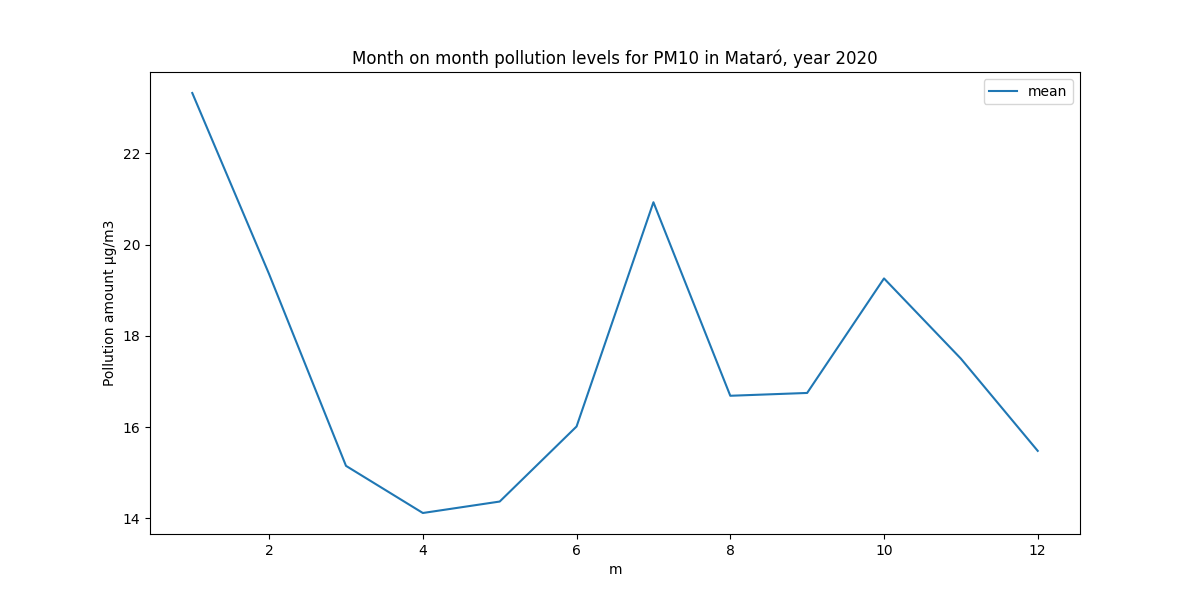 Month on month pollution levels for PM10 in Mataró, year 2020
mean
Pollution amount µg/m3
22
20
18
16
14
2 4 6 8 10 12
m